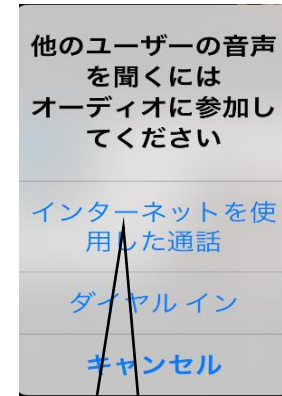 他のユーザーの音声
を聞くには
オーディオに参加し
てください
インターネットを使
用した通話
ダイヤル イン
キャンセル